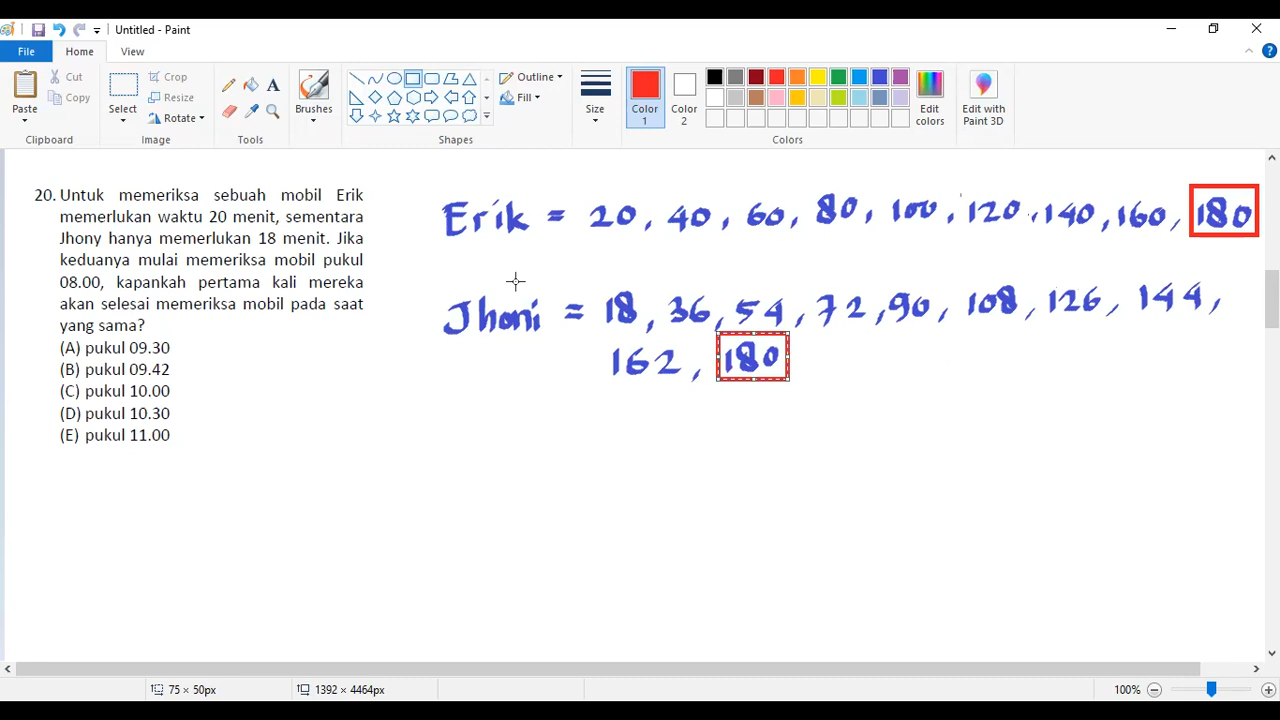 Untitled - Paint
File Home View
Paste
Cut
Copy
Clipboard
Select
Crop
Resize
Rotate
Image
Tools
Brushes
Shapes
Outline
Fill
Size
Color 1
Color 2
Colors
Edit colors
Edit with Paint 3D
20. Untuk memeriksa sebuah mobil Erik
memerlukan waktu 20 menit, sementara
Jhony hanya memerlukan 18 menit. Jika
keduanya mulai memeriksa mobil pukul
08.00, kapankah pertama kali mereka
akan selesai memeriksa mobil pada saat
yang sama?
(A) pukul 09.30
(B) pukul 09.42
(C) pukul 10.00
(D) pukul 10.30
(E) pukul 11.00
Erik = 20, 40, 60, 80, 100, 120, 140, 160, 180
Jhoni = 18, 36, 54, 72, 90, 108, 126, 144,
162, 180
75 × 50px
1392 × 4464px
100%